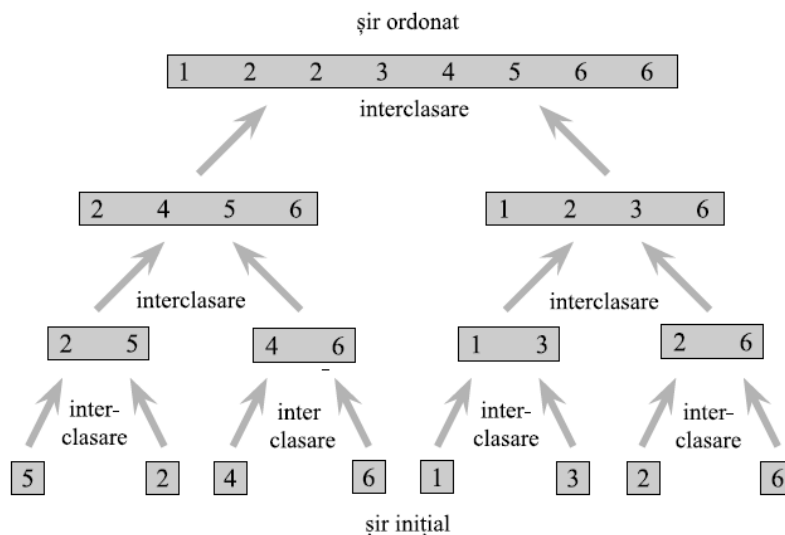 șir ordonat
1 2 2 3 4 5 6 6
interclasare
2 4 5 6
1 2 3 6
interclasare
interclasare
2 5
4 6
1 3
2 6
inter-
clasare
inter
clasare
inter-
clasare
inter-
clasare
5
2
4
6
1
3
2
6
șir inițial